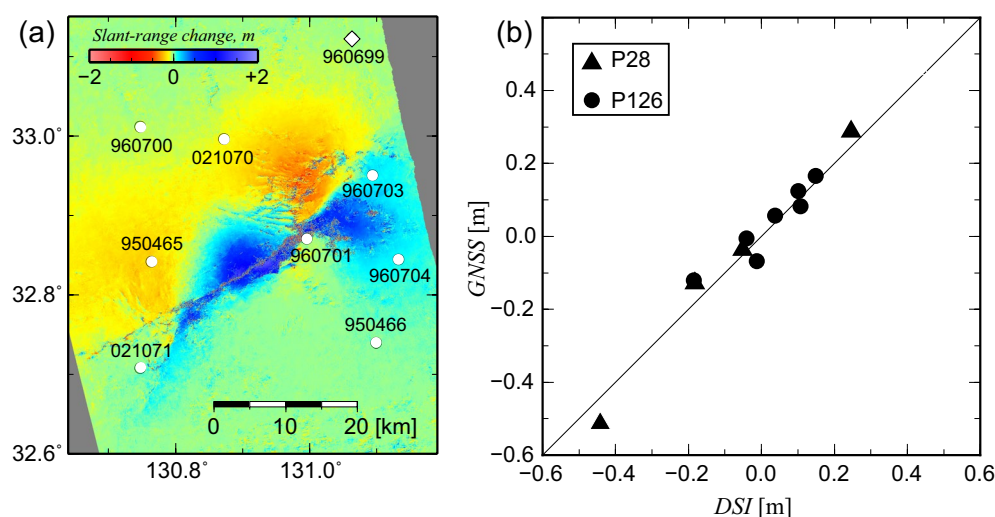 (a)
Slant-range change, m
−2 0 +2
960699
960700
021070
960703
950465
960701
960704
950466
021071
0 10 20 [km]
33.0°
32.8°
32.6°
130.8° 131.0°
(b)
P28
P126
GNSS [m]
0.4
0.2
0.0
−0.2
−0.4
−0.6
−0.6 −0.4 −0.2 0.0 0.2 0.4 0.6
DSI [m]